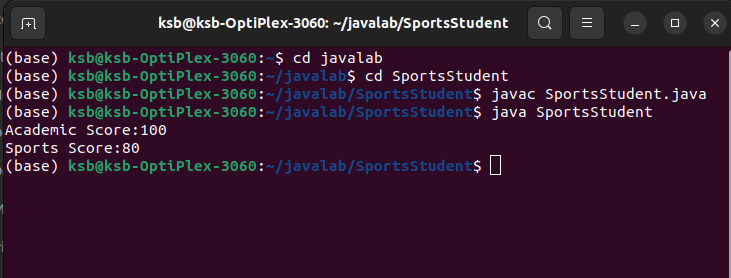 ksb@ksb-OptiPlex-3060: ~/javalab/SportsStudent
(base) ksb@ksb-OptiPlex-3060:~$ cd javalab
(base) ksb@ksb-OptiPlex-3060:~/javalab$ cd SportsStudent
(base) ksb@ksb-OptiPlex-3060:~/javalab/SportsStudent$ javac SportsStudent.java
(base) ksb@ksb-OptiPlex-3060:~/javalab/SportsStudent$ java SportsStudent
Academic Score:100
Sports Score:80
(base) ksb@ksb-OptiPlex-3060:~/javalab/SportsStudent$